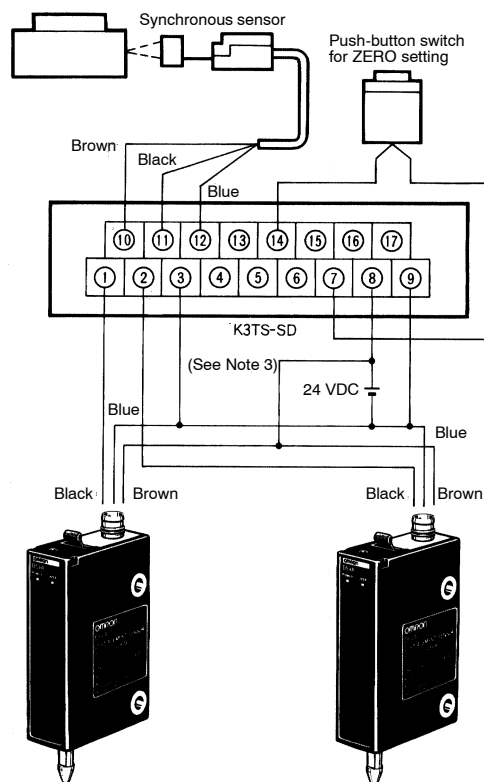 Synchronous sensor
Push-button switch
for ZERO setting
Brown
Black
Blue
10 11 12 13 14 15 16 17
1 2 3 4 5 6 7 8 9
K3TS-SD
(See Note 3)
24 VDC
Blue
Blue
Black
Brown
Black
Brown
OMRON
OMRON